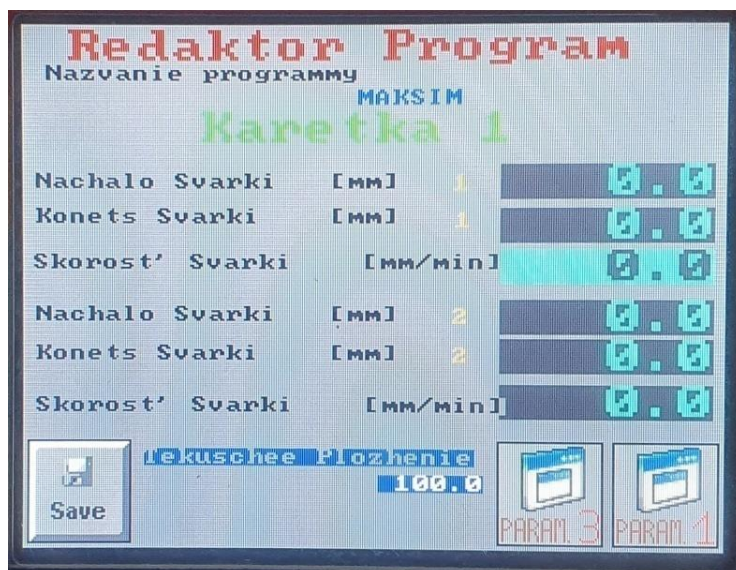 Redaktor Program
Nazvanie programmy
MAKSIM
Karetka 1
Nachalo Svarki [mm] 1 0.0
Konets Svarki [mm] 1 0.0
Skorost' Svarki [mm/min] 0.0
Nachalo Svarki [mm] 2 0.0
Konets Svarki [mm] 2 0.0
Skorost' Svarki [mm/min] 0.0
Tekuschee Plozhenie
100.0
Save
PARAM. 3
PARAM. 1